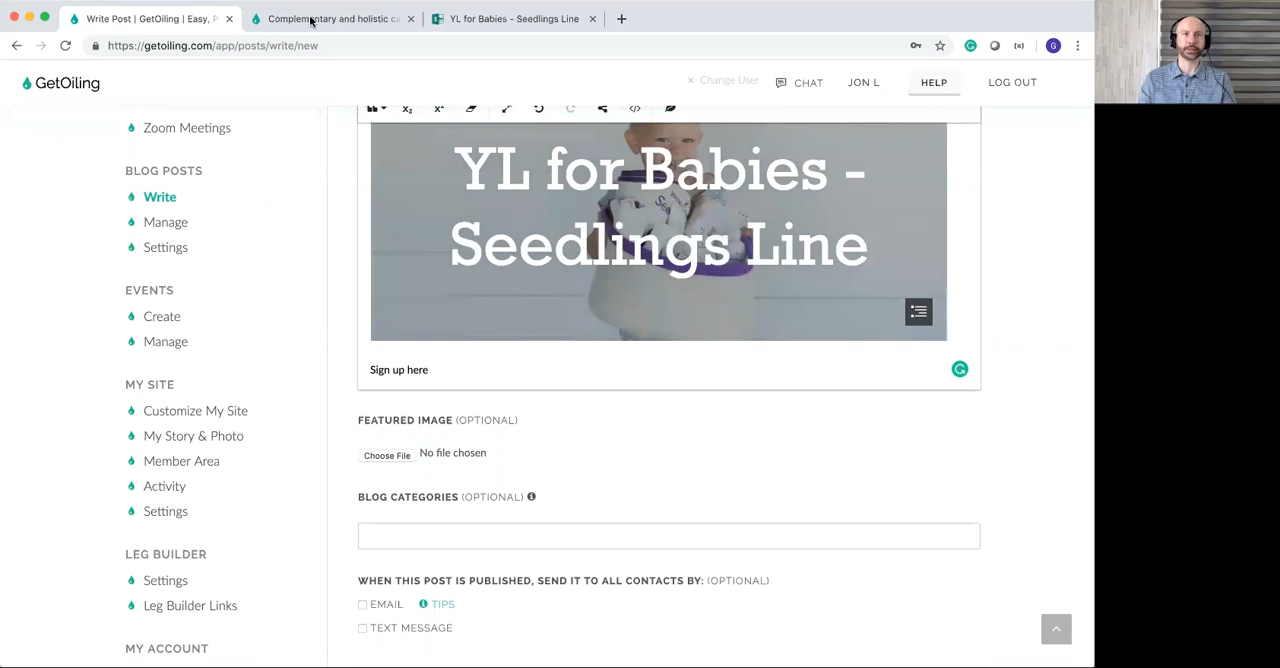 Write Post | GetOiling | Easy, P
Complementary and holistic ca
YL for Babies - Seedlings Line
https://getoiling.com/app/posts/write/new
G
GetOiling
× Change User
CHAT
JON L
HELP
LOG OUT
Zoom Meetings
BLOG POSTS
Write
Manage
Settings
EVENTS
Create
Manage
MY SITE
Customize My Site
My Story & Photo
Member Area
Activity
Settings
LEG BUILDER
Settings
Leg Builder Links
MY ACCOUNT
YL for Babies -
Seedlings Line
Sign up here
FEATURED IMAGE (OPTIONAL)
Choose File No file chosen
BLOG CATEGORIES (OPTIONAL)
WHEN THIS POST IS PUBLISHED, SEND IT TO ALL CONTACTS BY: (OPTIONAL)
EMAIL TIPS
TEXT MESSAGE